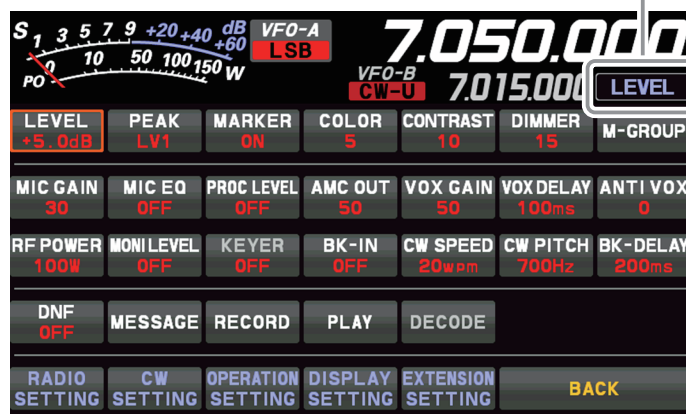 S 1 3 5 7 9 +20 +40 +60 dB
VFO-A
LSB
7.050.000
PO 0 10 50 100 150 W
VFO-B
CW-U
7.015.000
LEVEL
LEVEL PEAK MARKER COLOR CONTRAST DIMMER M-GROUP
+5.0dB LV1 ON 5 10 15
MIC GAIN MIC EQ PROC LEVEL AMC OUT VOX GAIN VOX DELAY ANTI VOX
30 OFF OFF 50 50 100ms 0
RF POWER MONI LEVEL KEYER BK-IN CW SPEED CW PITCH BK-DELAY
100W OFF OFF OFF 20wpm 700Hz 200ms
DNF MESSAGE RECORD PLAY DECODE
OFF
RADIO CW OPERATION DISPLAY EXTENSION BACK
SETTING SETTING SETTING SETTING SETTING